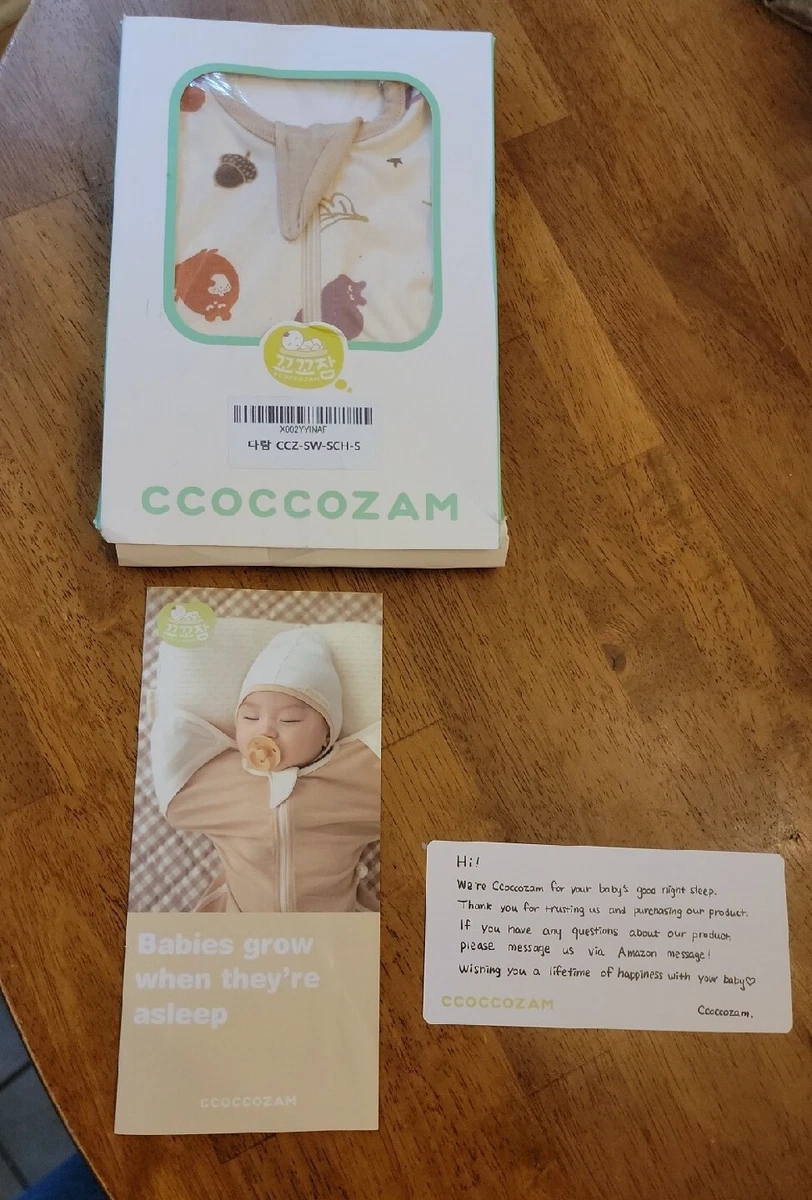 꼬꼬잠
CCOCCOZAM
X002YYINAF
다람 CCZ-SW-SCH-S
CCOCCOZAM
꼬꼬잠
Babies grow
when they're
asleep
CCOCCOZAM
Hi!
We're Ccoccozam for your baby's good night sleep.
Thank you for trusting us and purchasing our product.
If you have any questions about our product,
please message us via Amazon message!
Wishing you a lifetime of happiness with your baby♡
CCOCCOZAM
Ccoccozam.